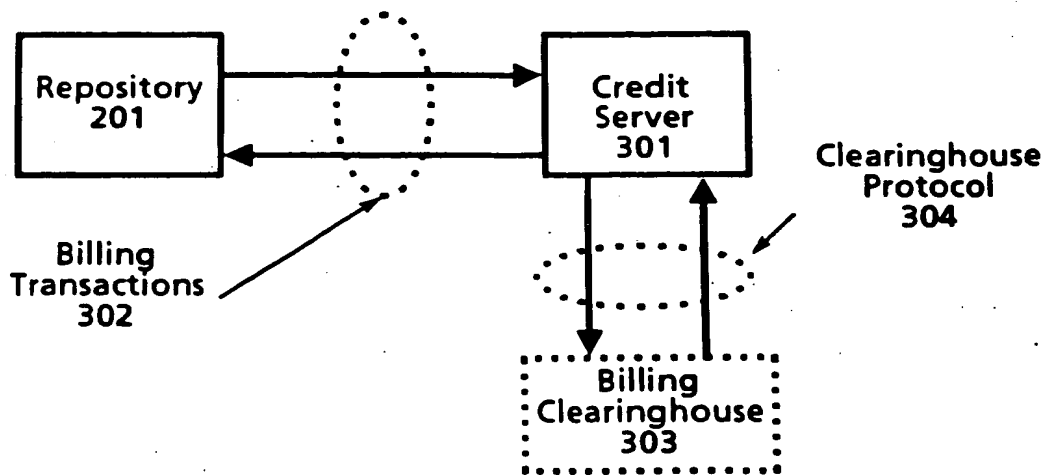 Repository
201
Credit
Server
301
Clearinghouse
Protocol
304
Billing
Transactions
302
Billing
Clearinghouse
303